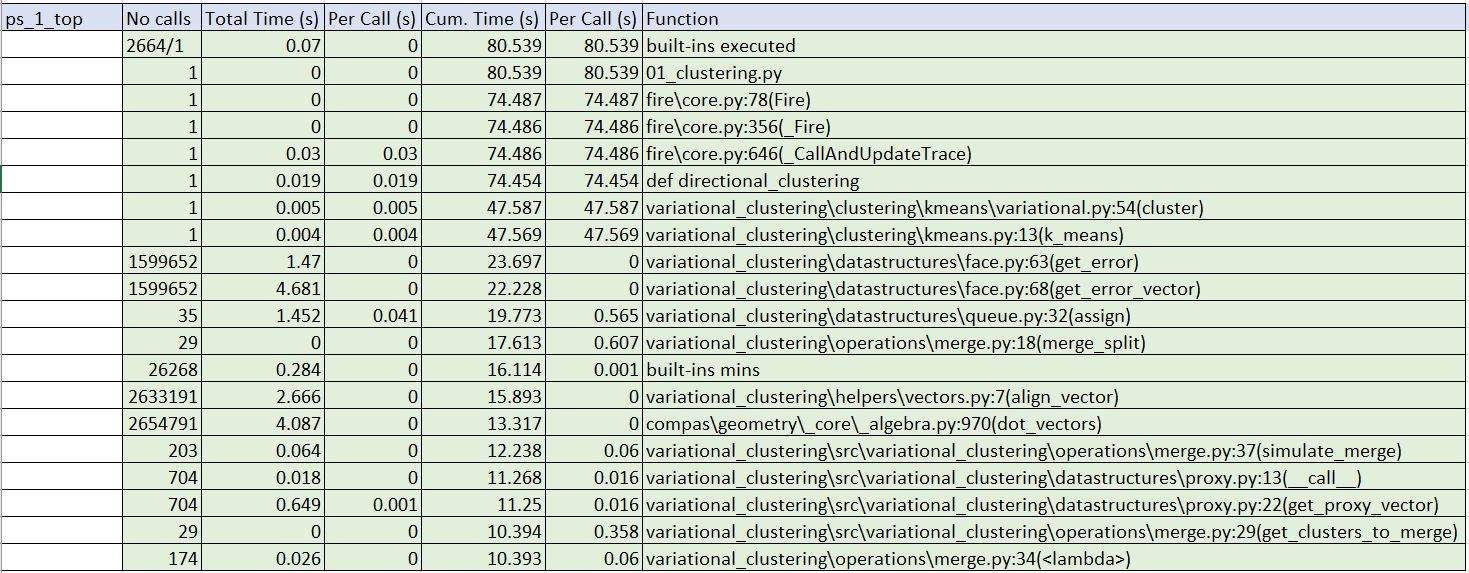 ps_1_top No calls Total Time (s) Per Call (s) Cum. Time (s) Per Call (s) Function
2664/1 0.07 0 80.539 80.539 built-ins executed
1 0 0 80.539 80.539 01_clustering.py
1 0 0 74.487 74.487 fire\core.py:78(Fire)
1 0 0 74.486 74.486 fire\core.py:356(_Fire)
1 0.03 0.03 74.486 74.486 fire\core.py:646(_CallAndUpdateTrace)
1 0.019 0.019 74.454 74.454 def directional_clustering
1 0.005 0.005 47.587 47.587 variational_clustering\clustering\kmeans\variational.py:54(cluster)
1 0.004 0.004 47.569 47.569 variational_clustering\clustering\kmeans.py:13(k_means)
1599652 1.47 0 23.697 0 variational_clustering\datastructures\face.py:63(get_error)
1599652 4.681 0 22.228 0 variational_clustering\datastructures\face.py:68(get_error_vector)
35 1.452 0.041 19.773 0.565 variational_clustering\datastructures\queue.py:32(assign)
29 0 0 17.613 0.607 variational_clustering\operations\merge.py:18(merge_split)
26268 0.284 0 16.114 0.001 built-ins mins
2633191 2.666 0 15.893 0 variational_clustering\helpers\vectors.py:7(align_vector)
2654791 4.087 0 13.317 0 compas\geometry\_core\_algebra.py:970(dot_vectors)
203 0.064 0 12.238 0.06 variational_clustering\src\variational_clustering\operations\merge.py:37(simulate_merge)
704 0.018 0 11.268 0.016 variational_clustering\src\variational_clustering\datastructures\proxy.py:13(__call__)
704 0.649 0.001 11.25 0.016 variational_clustering\src\variational_clustering\datastructures\proxy.py:22(get_proxy_vector)
29 0 0 10.394 0.358 variational_clustering\src\variational_clustering\operations\merge.py:29(get_clusters_to_merge)
174 0.026 0 10.393 0.06 variational_clustering\operations\merge.py:34(<lambda>)